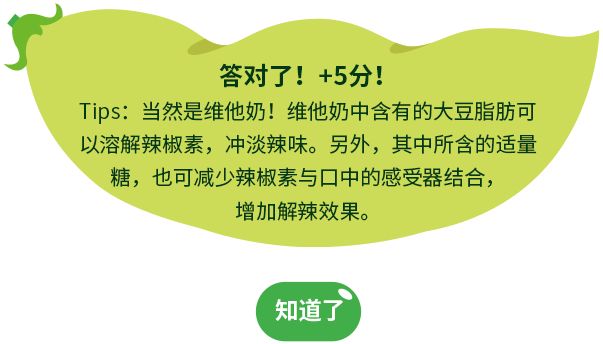 答对了！+5分！
Tips：当然是维他奶！维他奶中含有的大豆脂肪可
以溶解辣椒素，冲淡辣味。另外，其中所含的适量
糖，也可减少辣椒素与口中的感受器结合，
增加解辣效果。
知道了